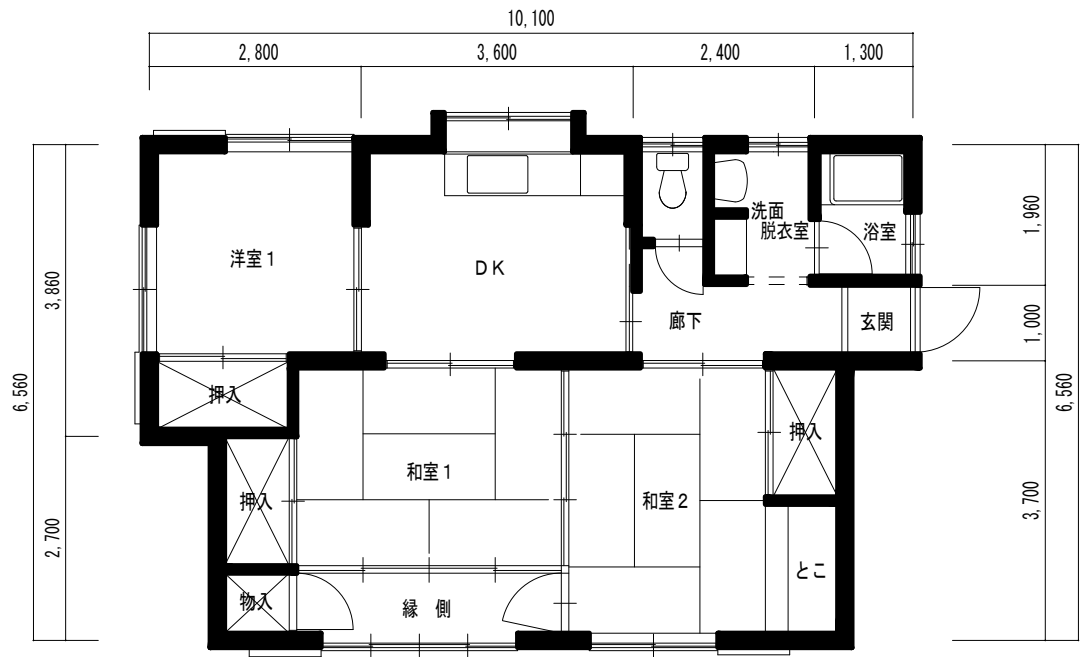 10,100
2,800
3,600
2,400
1,300
洗面
脱衣室
浴室
洋室1
DK
廊下
玄関
3,860
6,560
1,960
1,000
6,560
押入
押入
和室1
和室2
押入
2,700
3,700
物入
縁 側
とこ